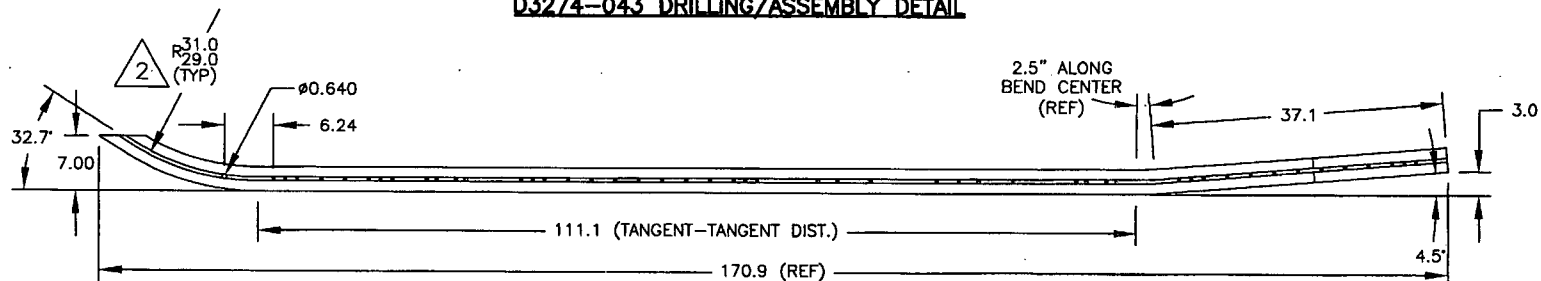 D3274-043 DRILLING/ASSEMBLY DETAIL
2
R31.0
29.0
(TYP)
ø0.640
6.24
32.7°
7.00
2.5" ALONG
BEND CENTER
(REF)
37.1
3.0
111.1 (TANGENT-TANGENT DIST.)
4.5°
170.9 (REF)